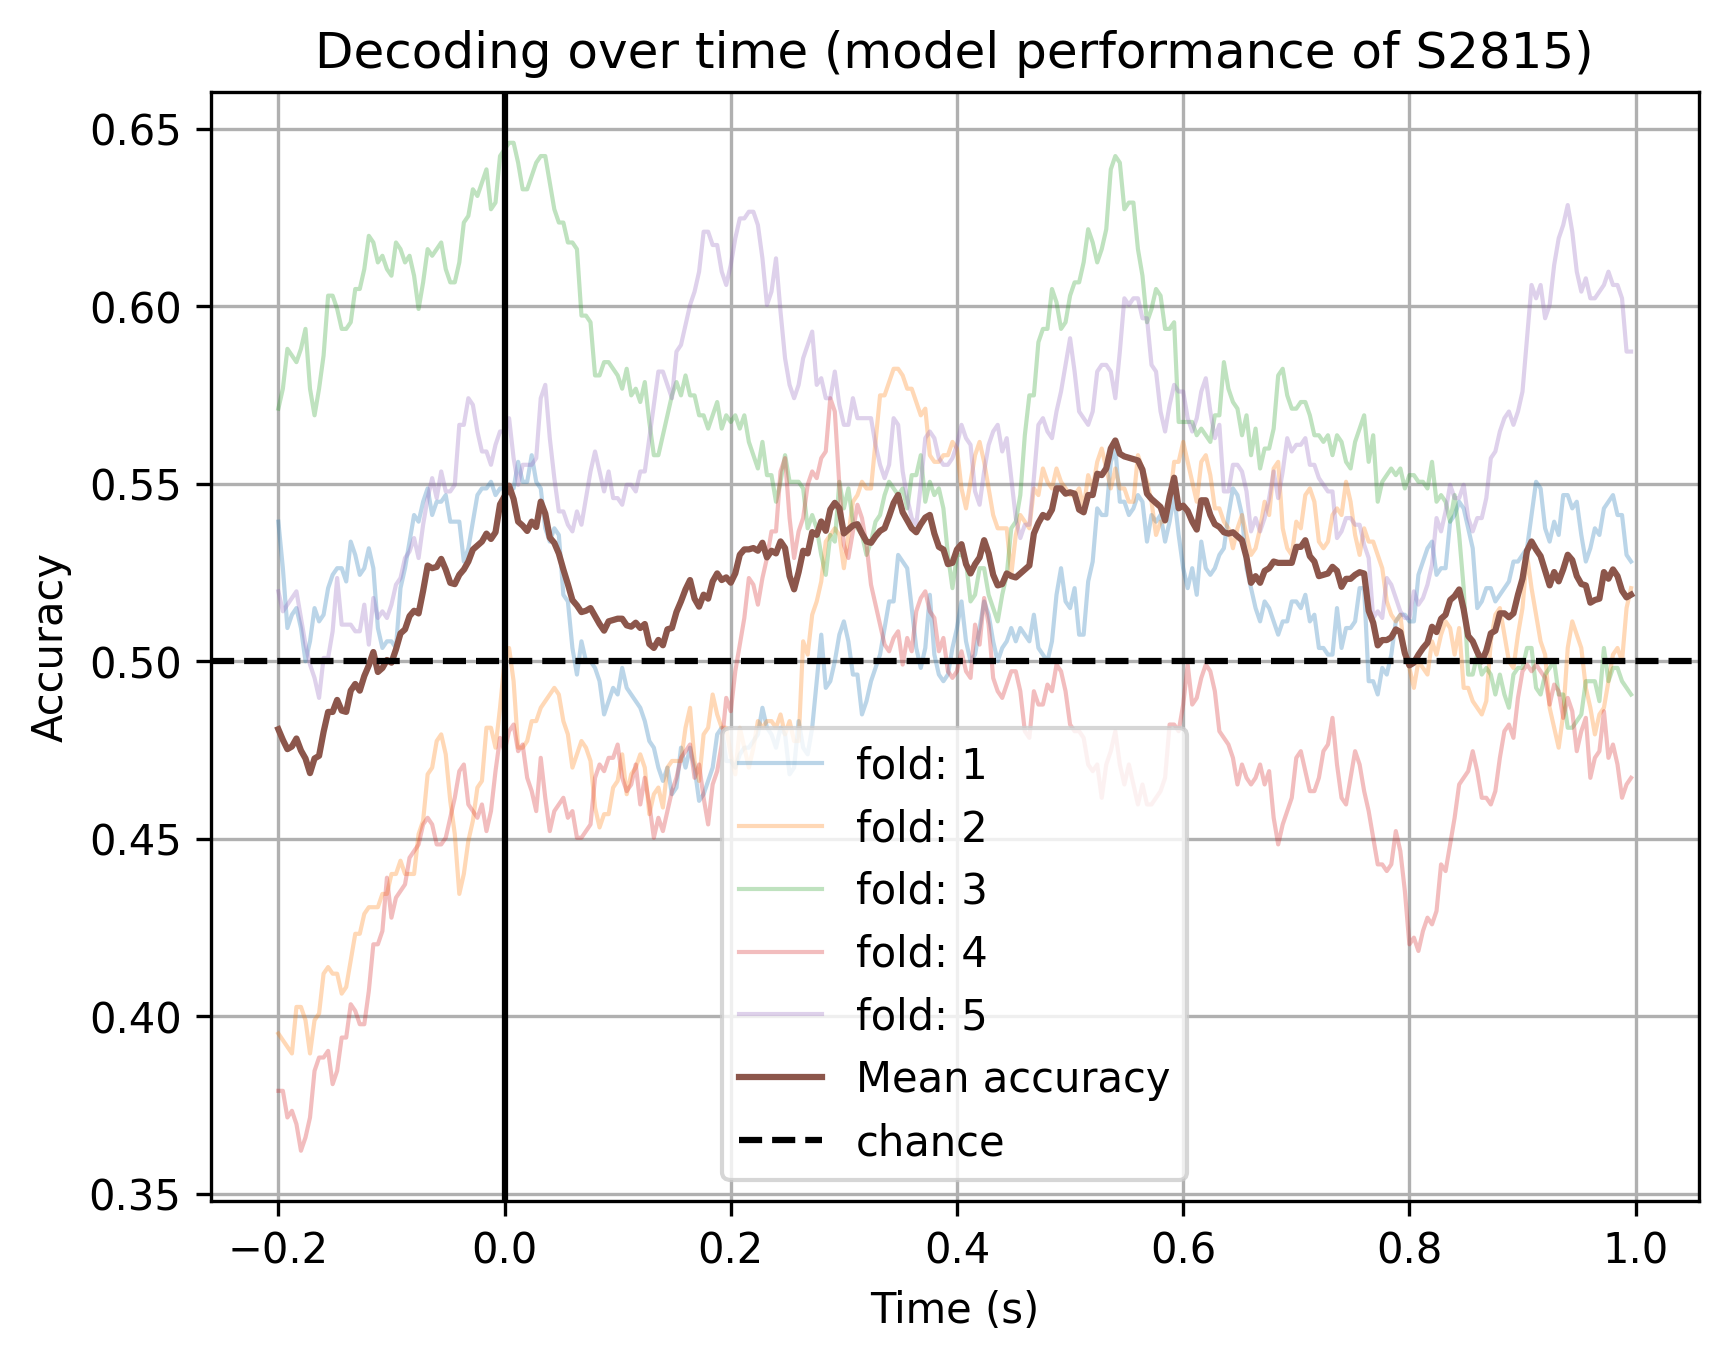 Decoding over time (model performance of S2815)
Accuracy
0.65
0.60
0.55
0.50
0.45
0.40
0.35
fold: 1
fold: 2
fold: 3
fold: 4
fold: 5
Mean accuracy
chance
−0.2 0.0 0.2 0.4 0.6 0.8 1.0
Time (s)